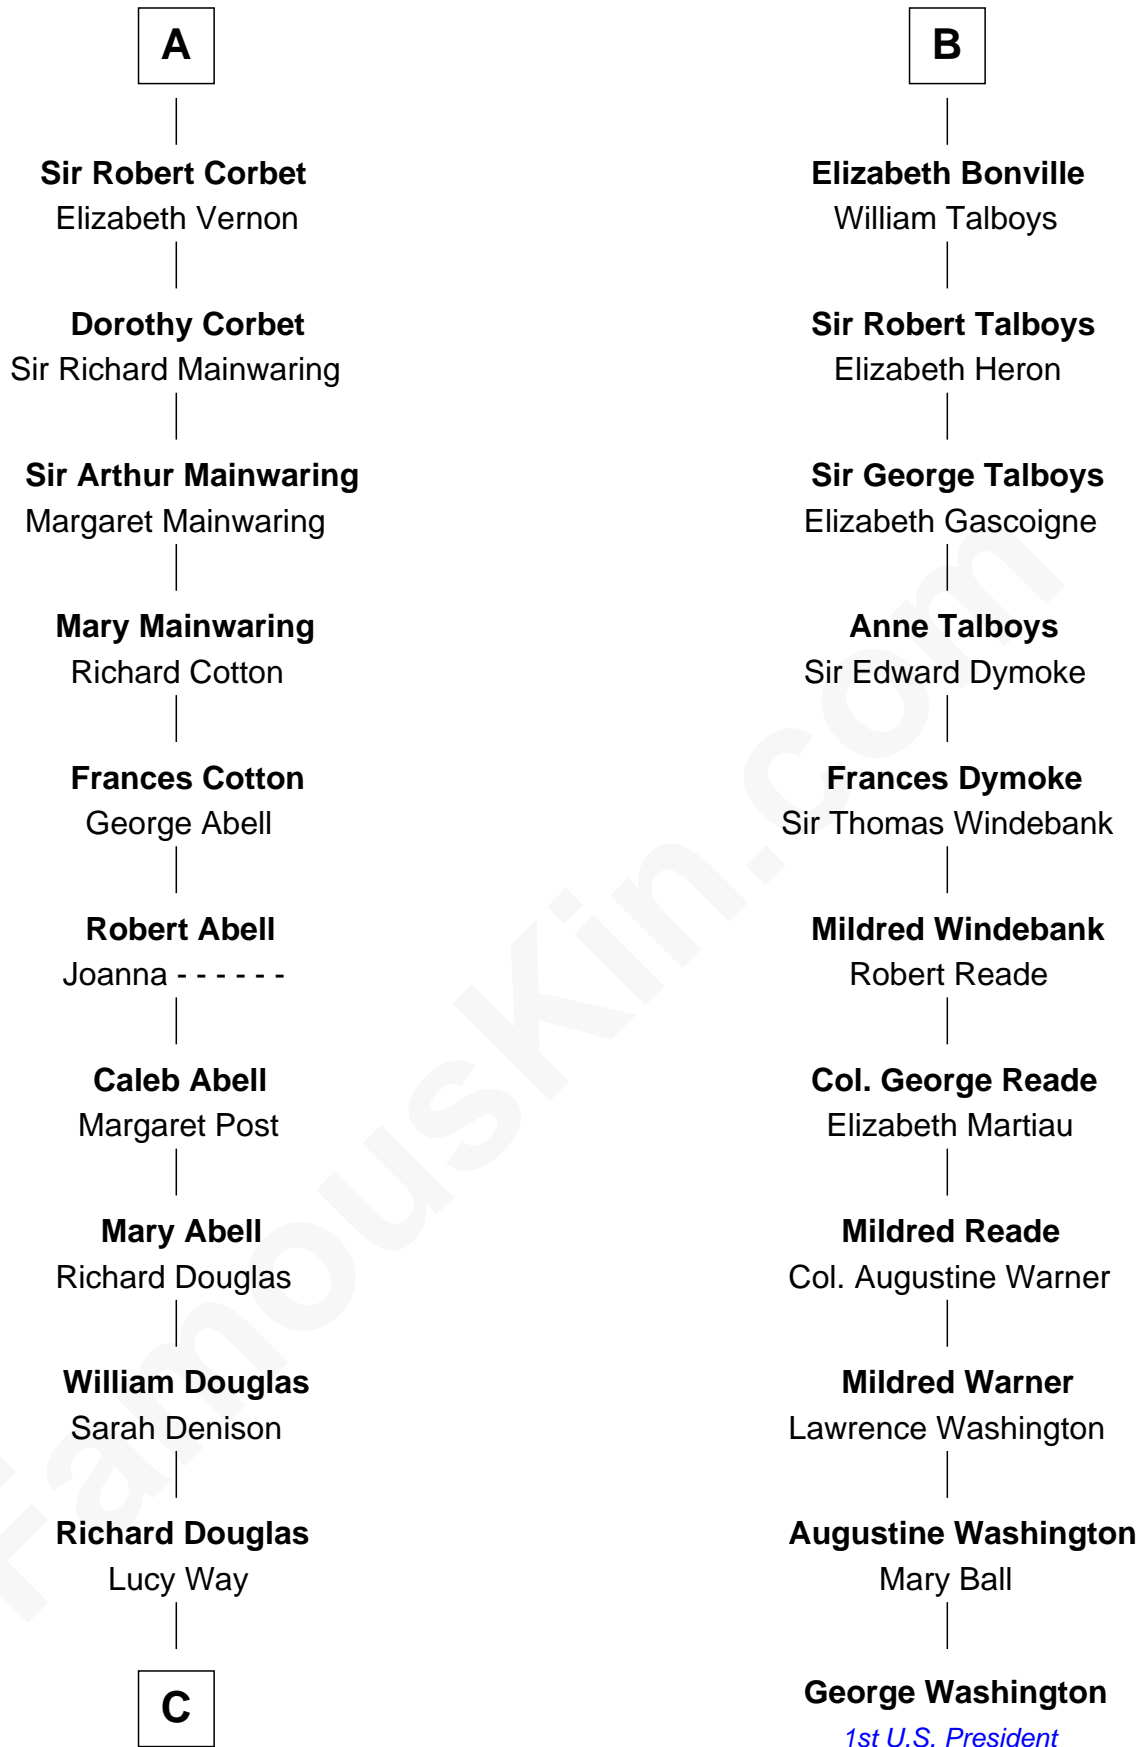 A
Sir Robert Corbet
Elizabeth Vernon
Dorothy Corbet
Sir Richard Mainwaring
Sir Arthur Mainwaring
Margaret Mainwaring
Mary Mainwaring
Richard Cotton
Frances Cotton
George Abell
Robert Abell
Joanna - - - - - -
Caleb Abell
Margaret Post
Mary Abell
Richard Douglas
William Douglas
Sarah Denison
Richard Douglas
Lucy Way
C
B
Elizabeth Bonville
William Talboys
Sir Robert Talboys
Elizabeth Heron
Sir George Talboys
Elizabeth Gascoigne
Anne Talboys
Sir Edward Dymoke
Frances Dymoke
Sir Thomas Windebank
Mildred Windebank
Robert Reade
Col. George Reade
Elizabeth Martiau
Mildred Reade
Col. Augustine Warner
Mildred Warner
Lawrence Washington
Augustine Washington
Mary Ball
George Washington
1st U.S. President
FamousKin.com